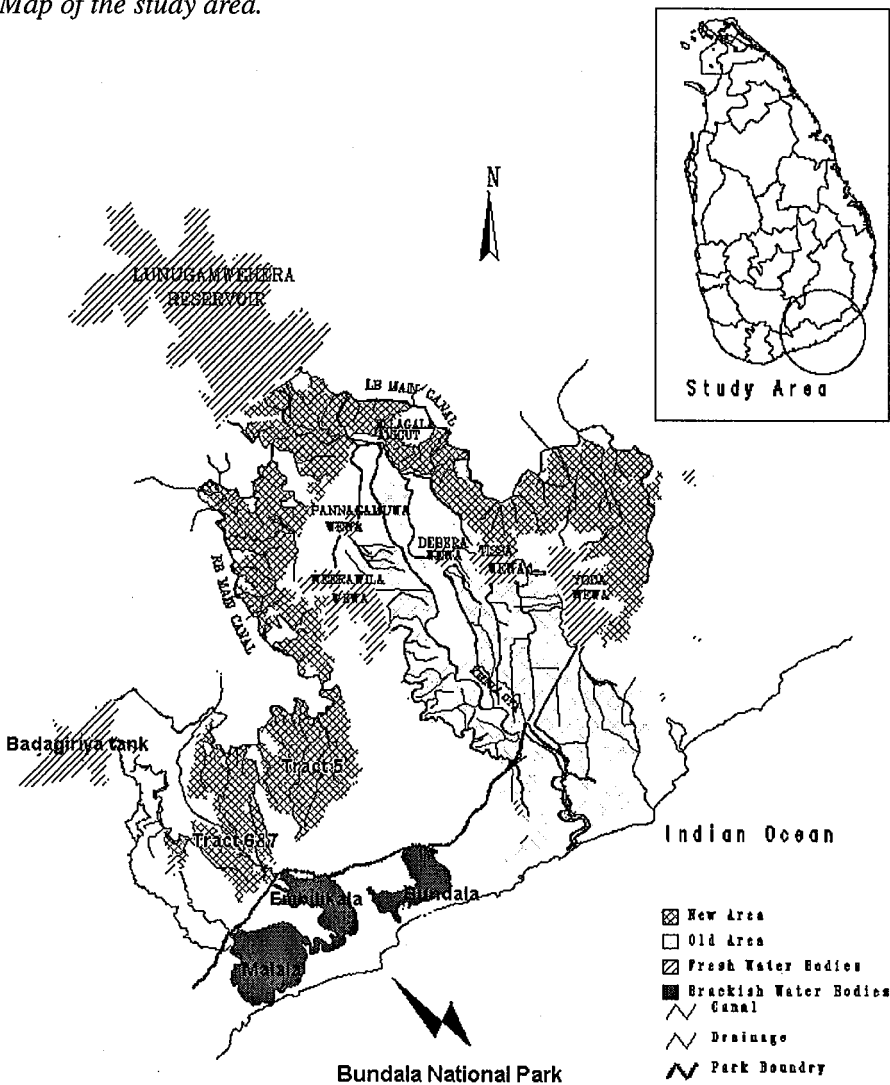 Map of the study area.
N
LUNUGAMWEHERA
RESERVOIR
Study Area
LB MAIN CANAL
PANNAGAMUWA
WEWA
DEBERA
WEWA
TISSA
WEWA
YODA
WEWA
WEERAWILA
WEWA
RB MAIN CANAL
Badagiriya tank
Tract 5
Tract 6&7
Indian Ocean
Embilikala
Bundala
Malala
New Area
Old Area
Fresh Water Bodies
Brackish Water Bodies
Canal
Drainage
Park Boundry
Bundala National Park